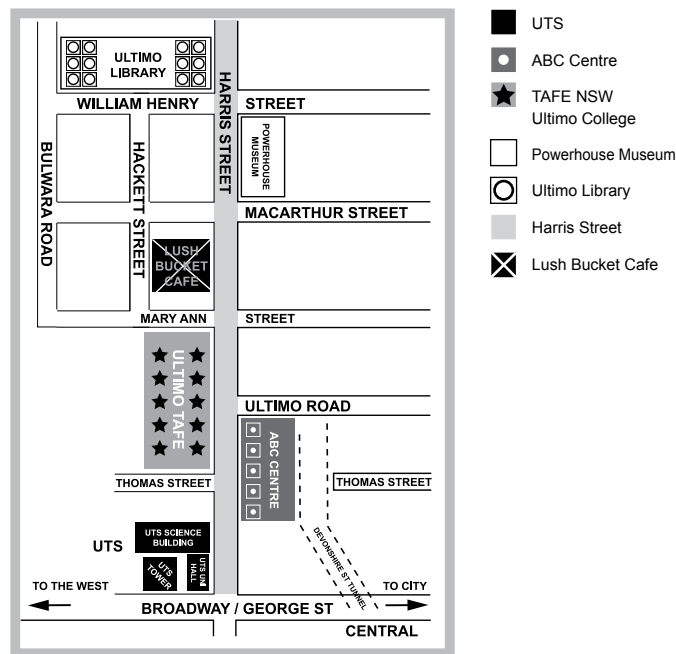 ULTIMO
LIBRARY
WILLIAM HENRY STREET
HARRIS STREET
POWERHOUSE
MUSEUM
BULWARA ROAD
HACKETT STREET
MACARTHUR STREET
LUSH
BUCKET
CAFE
MARY ANN STREET
ULTIMO TAFE
ULTIMO ROAD
ABC CENTRE
THOMAS STREET
THOMAS STREET
UTS SCIENCE
BUILDING
UTS
UTS
TOWER
UTS UNI
HALL
DEVONSHIRE ST TUNNEL
TO THE WEST
TO CITY
BROADWAY / GEORGE ST
CENTRAL
UTS
ABC Centre
TAFE NSW
Ultimo College
Powerhouse Museum
Ultimo Library
Harris Street
Lush Bucket Cafe